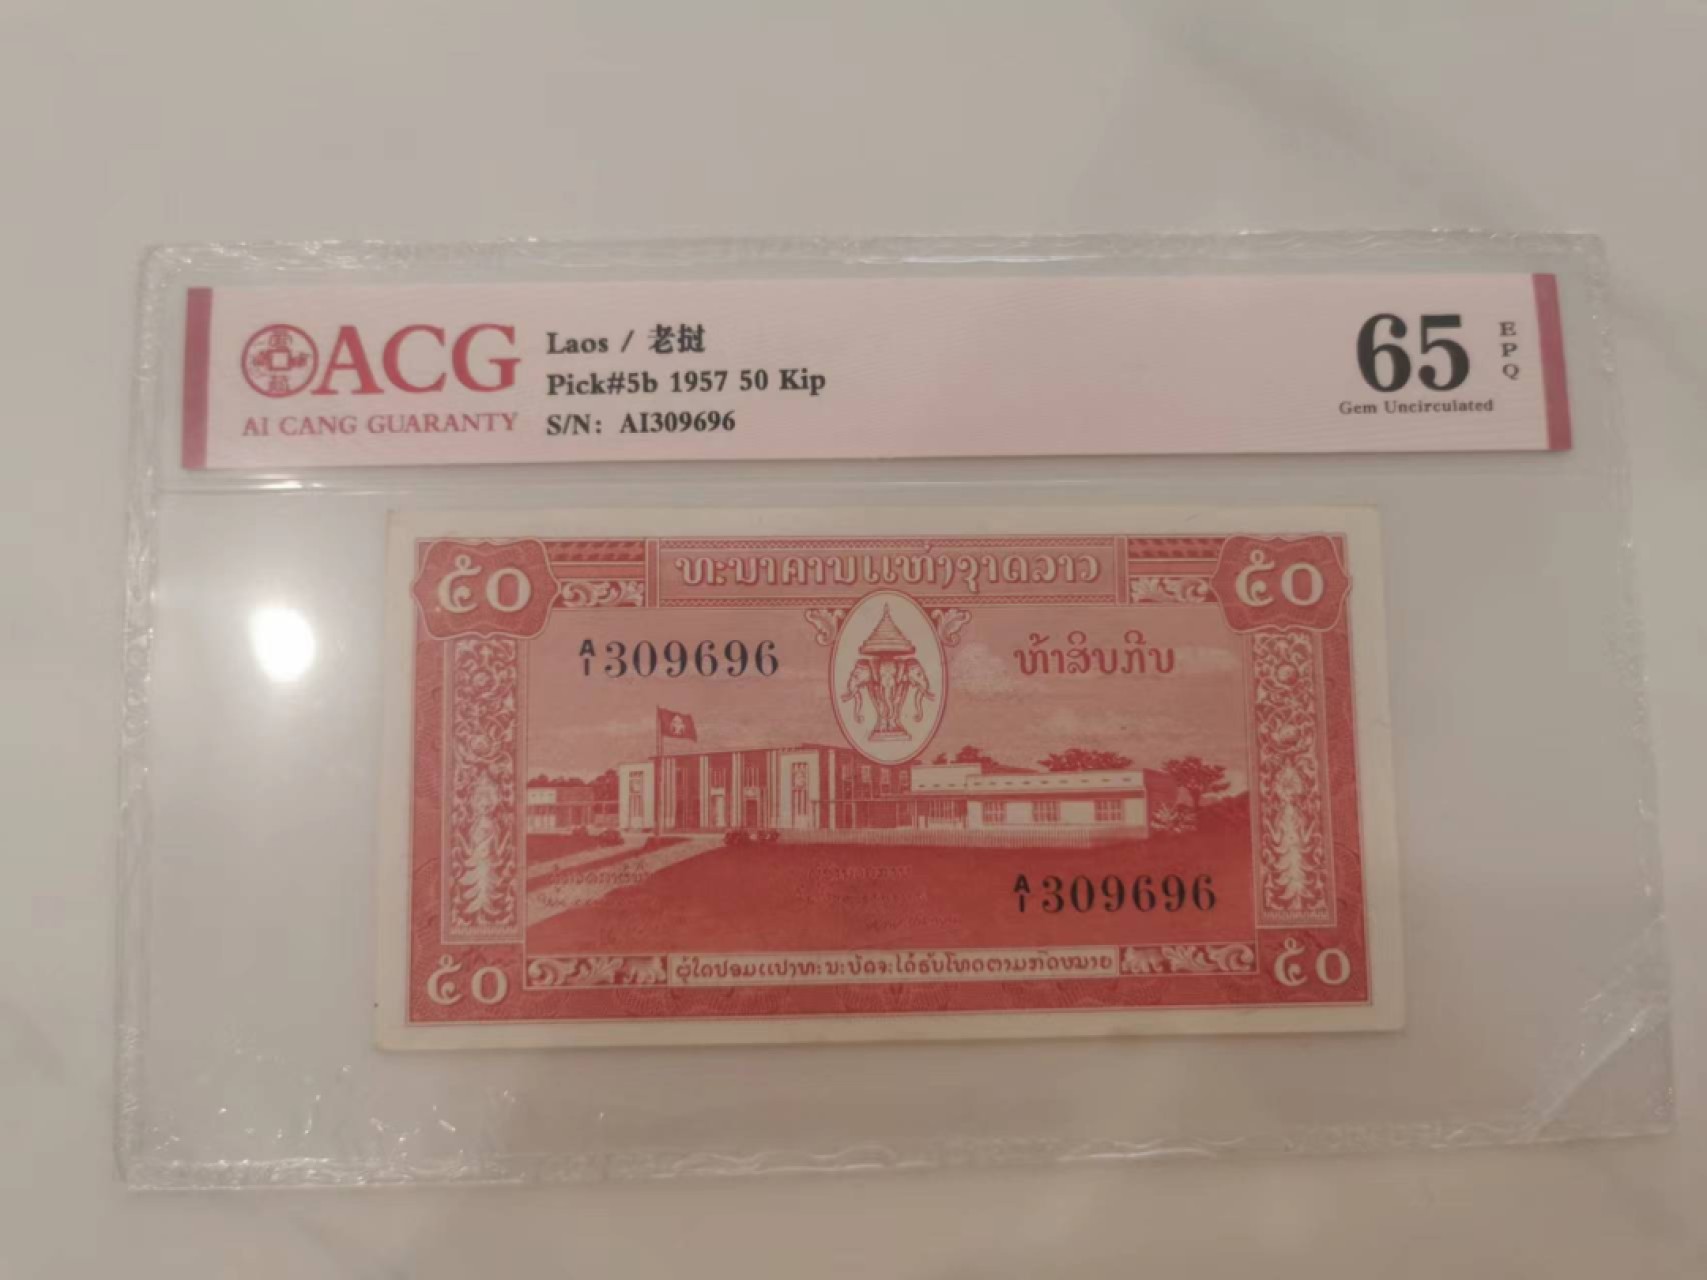 ACG
AI CANG GUARANTY
Laos / 老挝
Pick#5b 1957 50 Kip
S/N: AI309696
65
EPQ
Gem Uncirculated
ທະນາຄານແຫ່ງຊາດລາວ
໕໐ ໕໐
A/I 309696
ຫ້າສິບກີບ
A/I 309696
໕໐ ໕໐
ຜູ້ໃດປອມແປງທະນະບັດຈະໄດ້ຮັບໂທດຕາມກົດໝາຍ